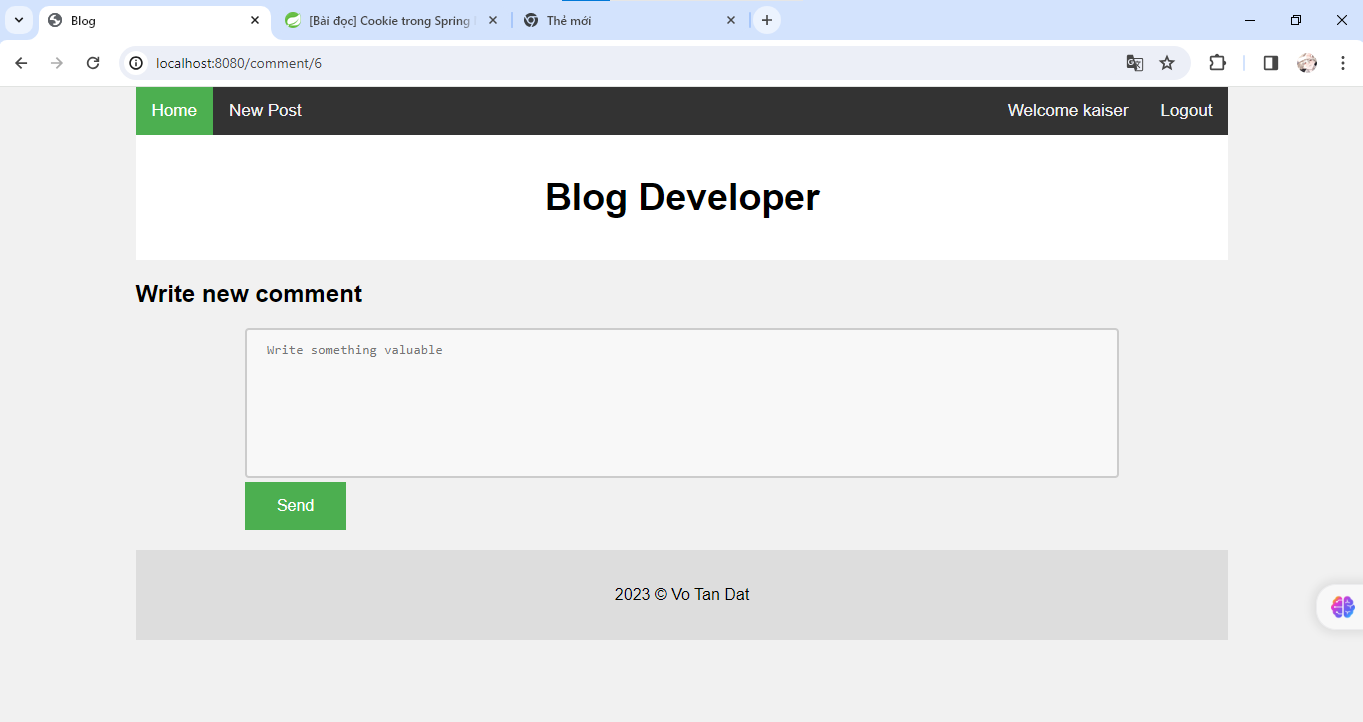 Blog
[Bài đọc] Cookie trong Spring
Thẻ mới
localhost:8080/comment/6
Home New Post Welcome kaiser Logout
Blog Developer
Write new comment
Write something valuable
Send
2023 © Vo Tan Dat